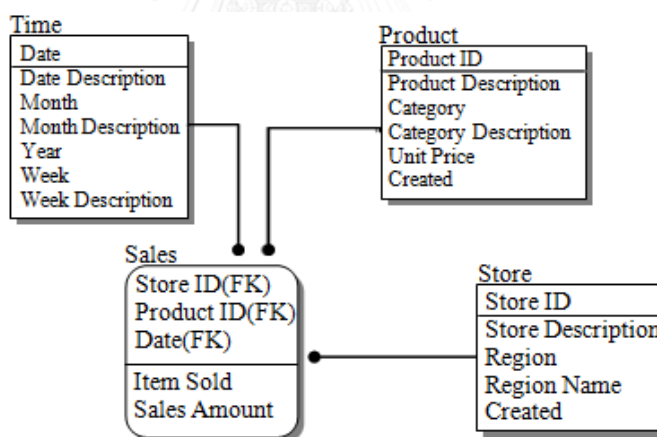 Time
Date
Date Description
Month
Month Description
Year
Week
Week Description
Product
Product ID
Product Description
Category
Category Description
Unit Price
Created
Sales
Store ID(FK)
Product ID(FK)
Date(FK)
Item Sold
Sales Amount
Store
Store ID
Store Description
Region
Region Name
Created